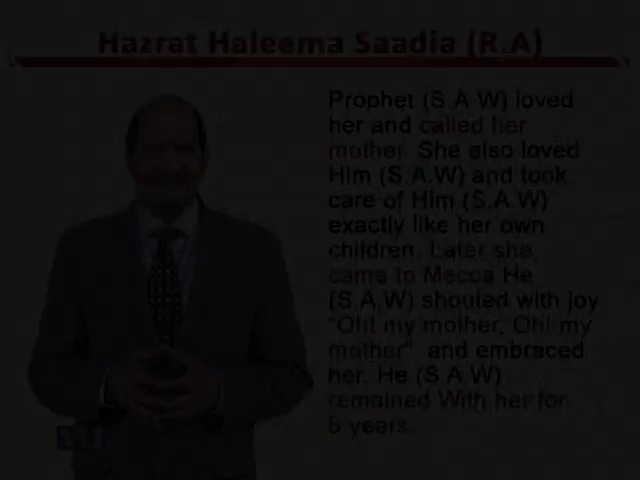 Hazrat Haleema Saadia (R.A)
Prophet (S.A.W) loved
her and called her
mother. She also loved
Him (S.A.W) and took
care of Him (S.A.W)
exactly like her own
children. Later she
came to Mecca He
(S.A.W) shouted with joy
"Oh! my mother, Oh! my
mother" and embraced
her. He (S.A.W)
remained With her for
6 years.
VU